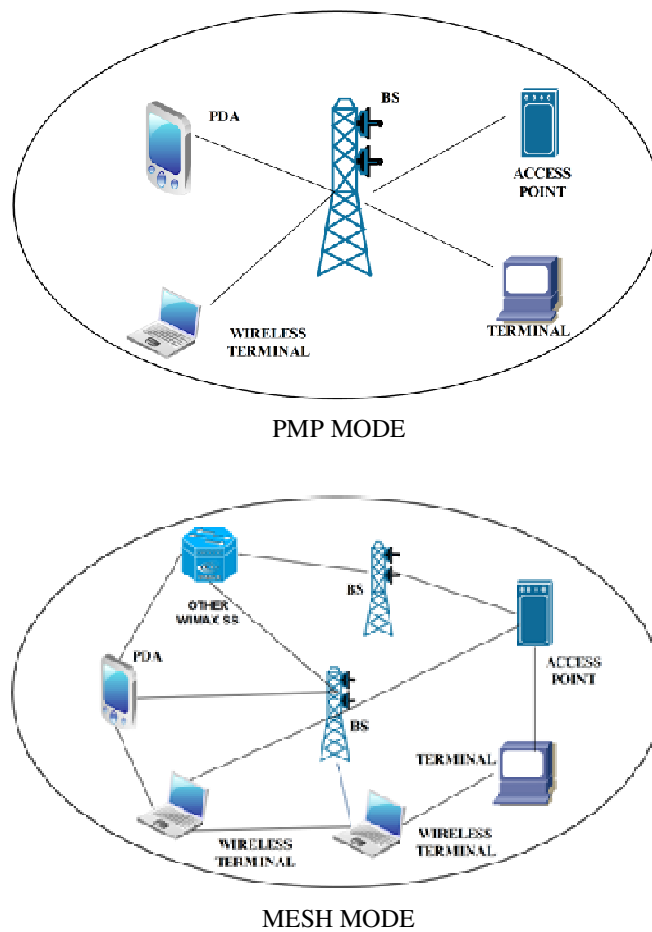 BS
PDA
ACCESS
POINT
WIRELESS
TERMINAL
TERMINAL
PMP MODE
OTHER
WIMAX SS
BS
PDA
ACCESS
POINT
BS
TERMINAL
WIRELESS
TERMINAL
WIRELESS
TERMINAL
MESH MODE